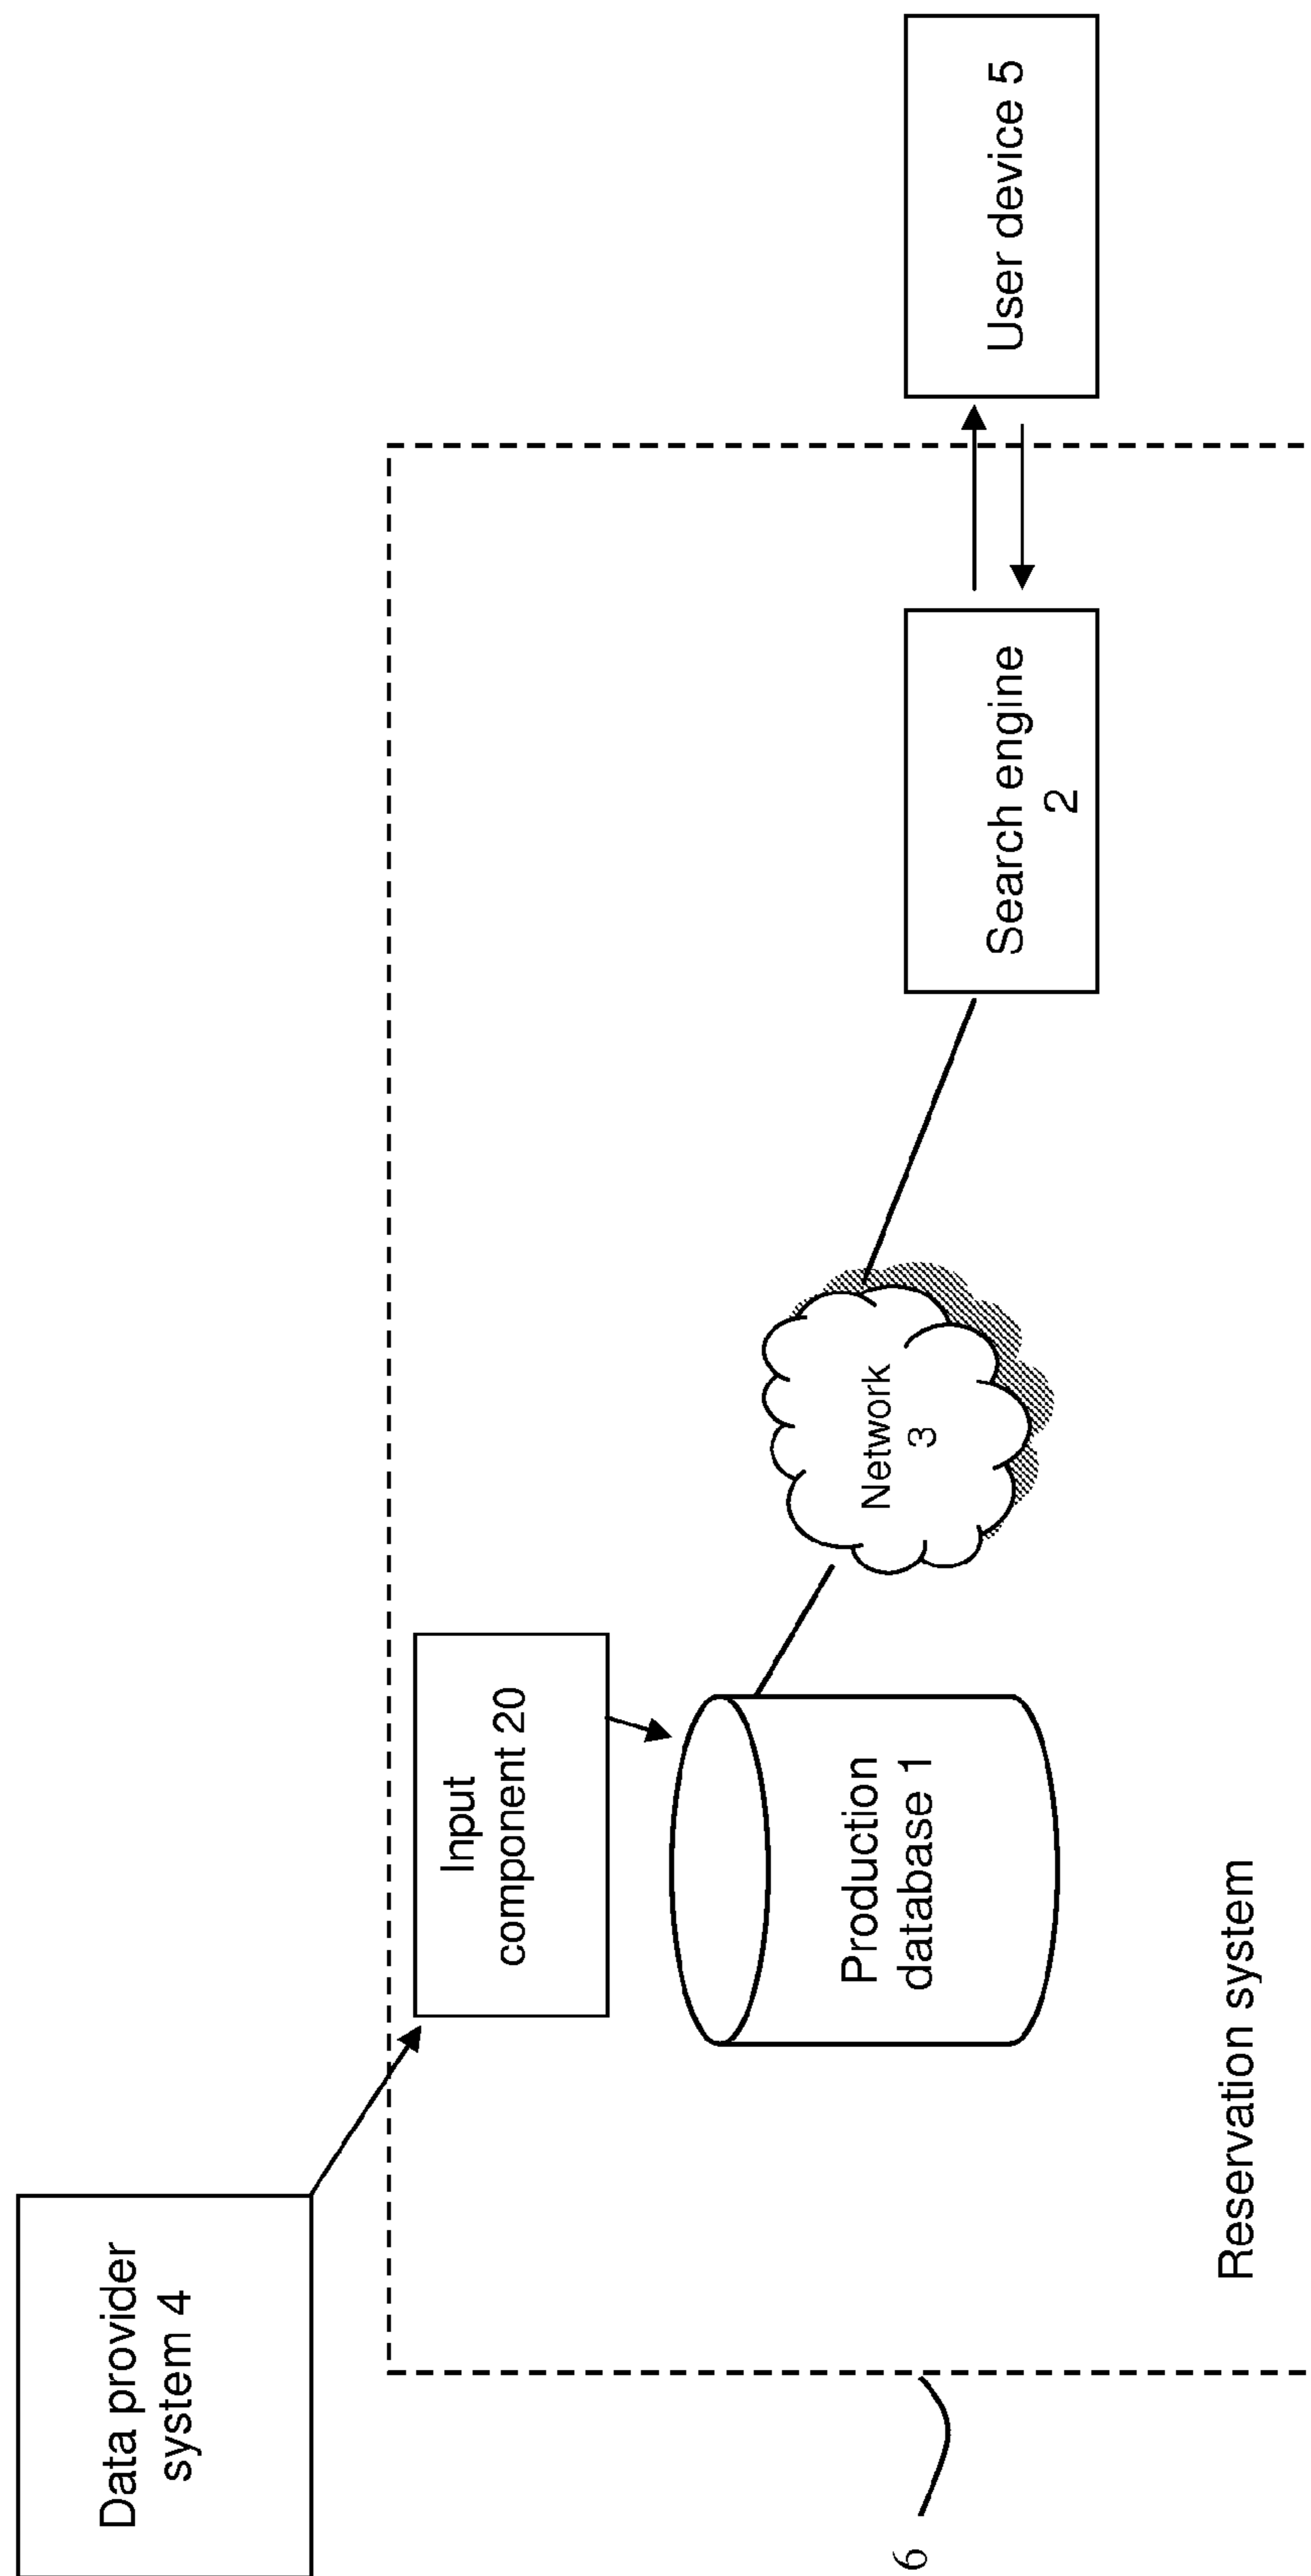 Data provider
system 4
Input
component 20
Production
database 1
Network
3
Search engine
2
User device 5
Reservation system
6